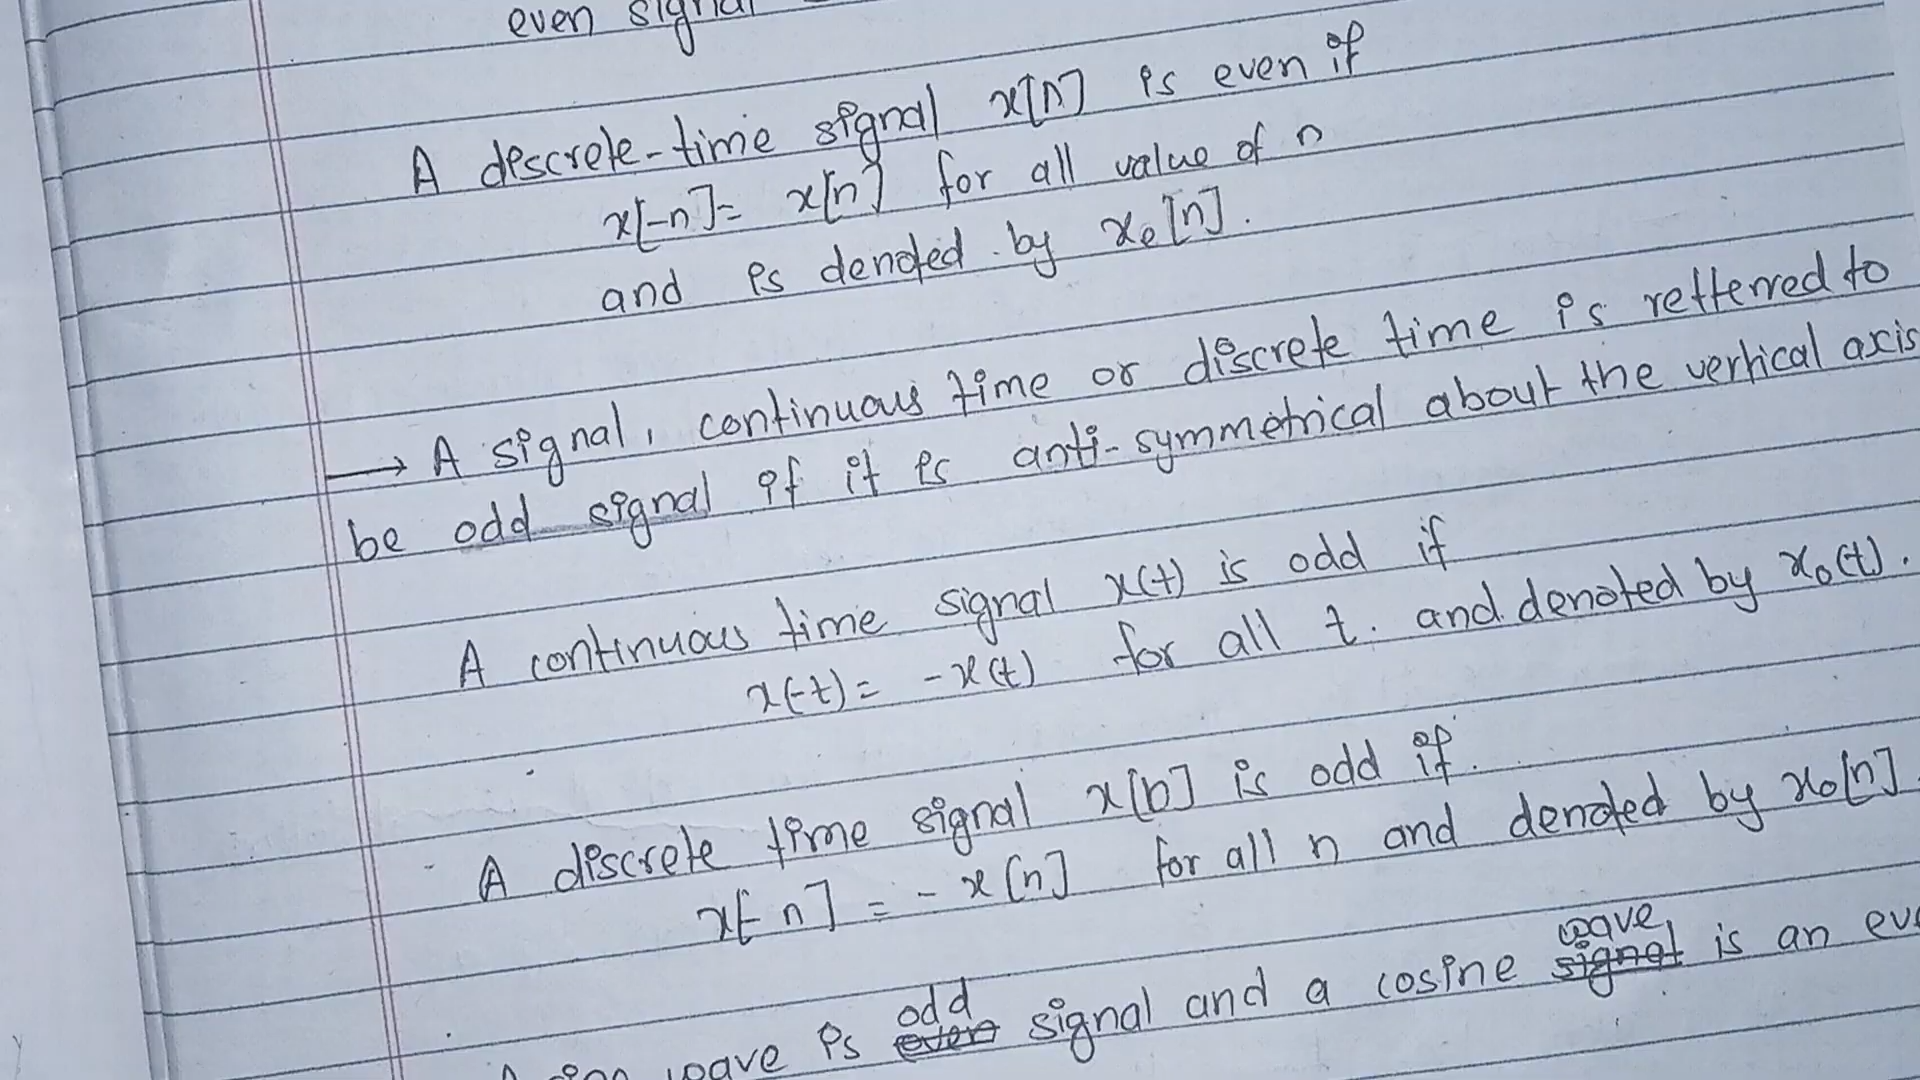 even signal
A descrete-time signal x[n] is even if
x[-n] = x[n] for all value of n
and is denoted by xe[n].
→ A signal, continuous time or discrete time is refferred to
be odd signal if it is anti-symmetrical about the vertical axis
A continuous time signal x(t) is odd if
x(-t) = -x(t) for all t. and denoted by xo(t).
A discrete time signal x[n] is odd if.
x[-n] = -x[n] for all n and denoted by xo[n].
wave
odd
wave is even signal and a cosine signal is an